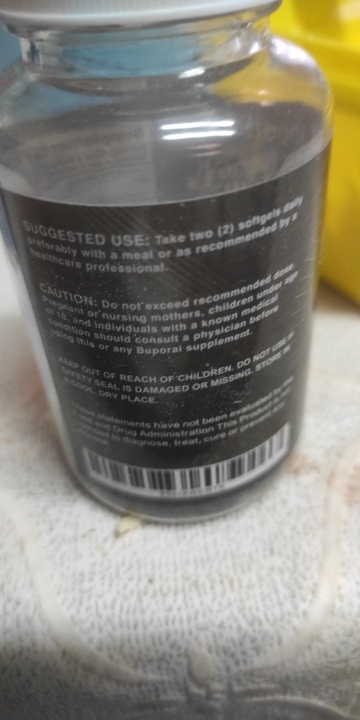 SUGGESTED USE: Take two (2) softgels daily
preferably with a meal or as recommended by a
healthcare professional.
CAUTION: Do not exceed recommended dose.
Pregnant or nursing mothers, children under age
of 18, and individuals with a known medical
condition should consult a physician before
using this or any Buporai supplement.
KEEP OUT OF REACH OF CHILDREN. DO NOT USE IF
SAFETY SEAL IS DAMAGED OR MISSING. STORE IN
A COOL, DRY PLACE.
statements have not been evaluated by the
and Drug Administration This Product is not
to diagnose, treat, cure or prevent any